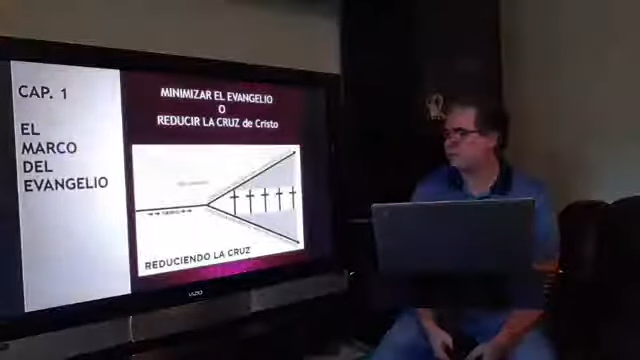 CAP. 1
EL
MARCO
DEL
EVANGELIO
MINIMIZAR EL EVANGELIO
O
REDUCIR LA CRUZ de Cristo
REDUCIENDO LA CRUZ
VIZIO